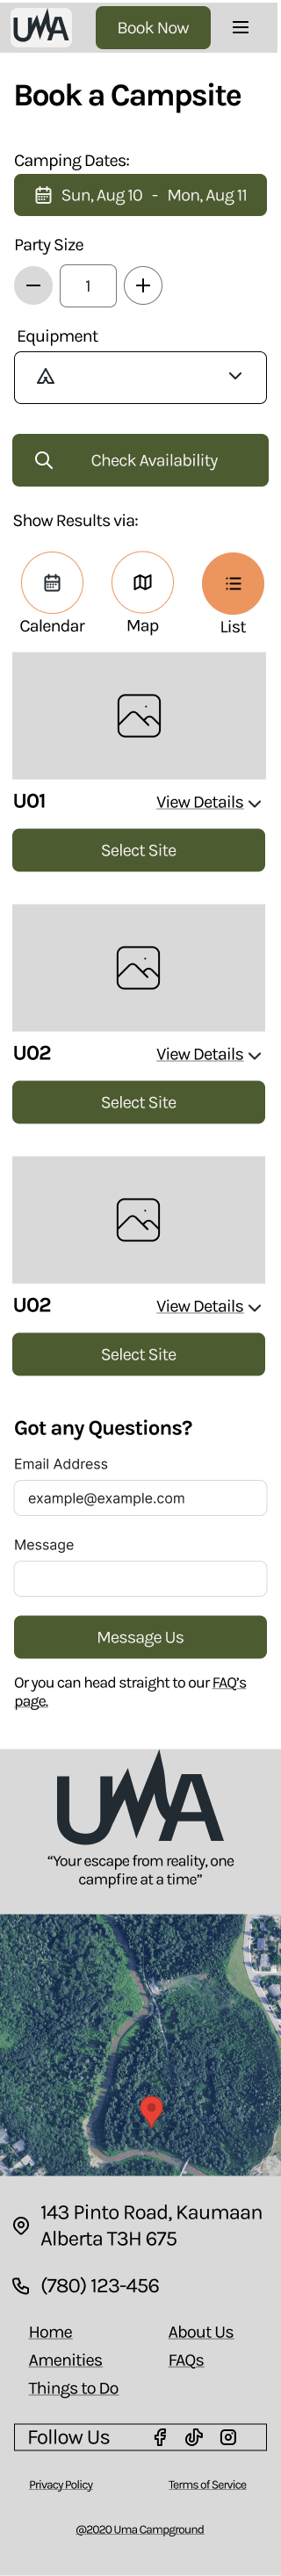 UMA
Book Now
Book a Campsite
Camping Dates:
Sun, Aug 10 - Mon, Aug 11
Party Size
1
Equipment
Check Availability
Show Results via:
Calendar Map List
U01 View Details
Select Site
U02 View Details
Select Site
U02 View Details
Select Site
Got any Questions?
Email Address
example@example.com
Message
Message Us
Or you can head straight to our FAQ's
page.
UMA
“Your escape from reality, one
campfire at a time”
143 Pinto Road, Kaumaan
Alberta T3H 675
(780) 123-456
Home About Us
Amenities FAQs
Things to Do
Follow Us
Privacy Policy Terms of Service
@2020 Uma Campground